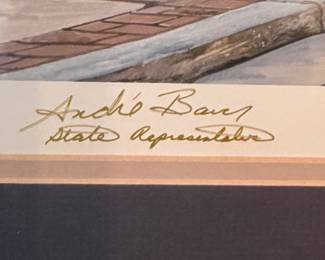 André Bauer
State Representative